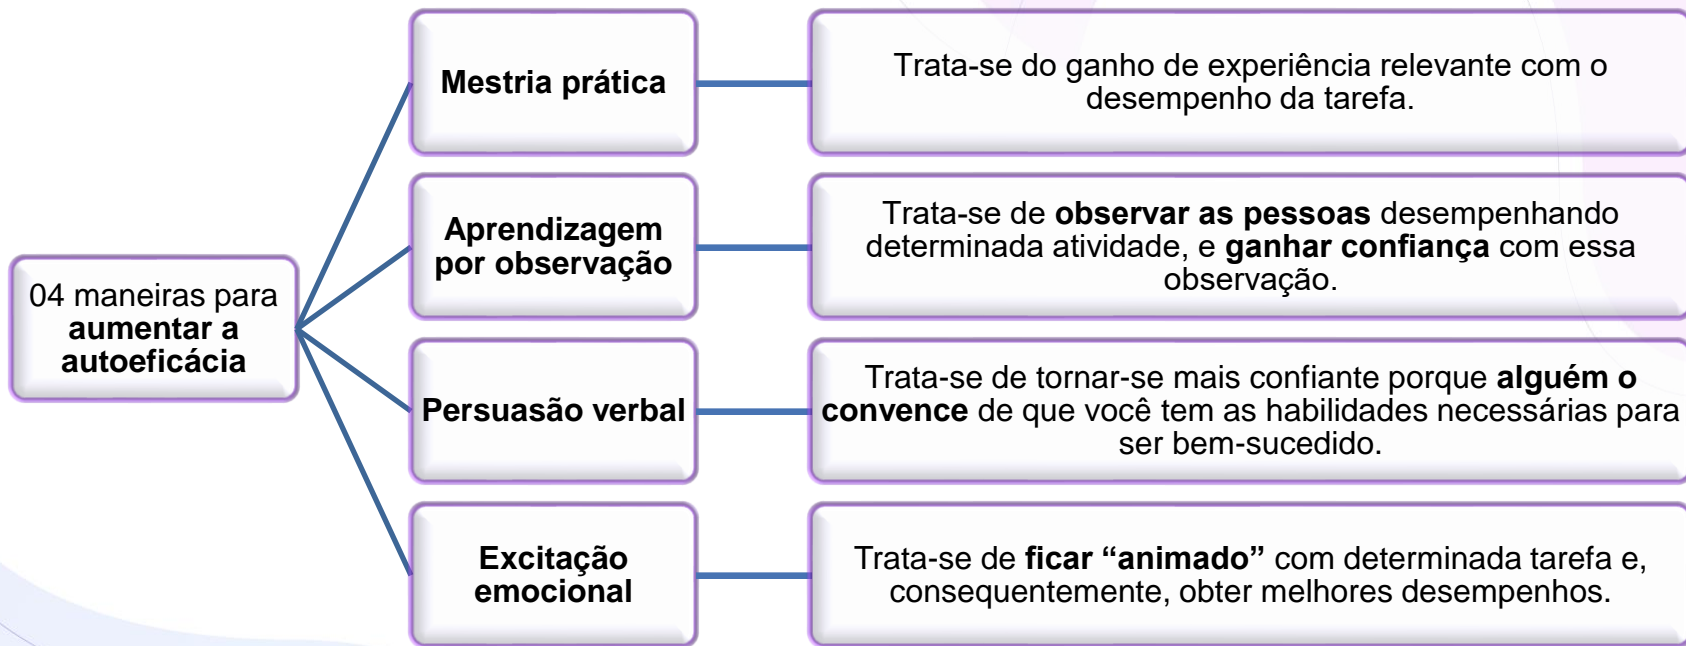 04 maneiras para
aumentar a
autoeficácia
Mestria prática
Trata-se do ganho de experiência relevante com o
desempenho da tarefa.
Aprendizagem
por observação
Trata-se de observar as pessoas desempenhando
determinada atividade, e ganhar confiança com essa
observação.
Persuasão verbal
Trata-se de tornar-se mais confiante porque alguém o
convence de que você tem as habilidades necessárias para
ser bem-sucedido.
Excitação
emocional
Trata-se de ficar “animado” com determinada tarefa e,
consequentemente, obter melhores desempenhos.